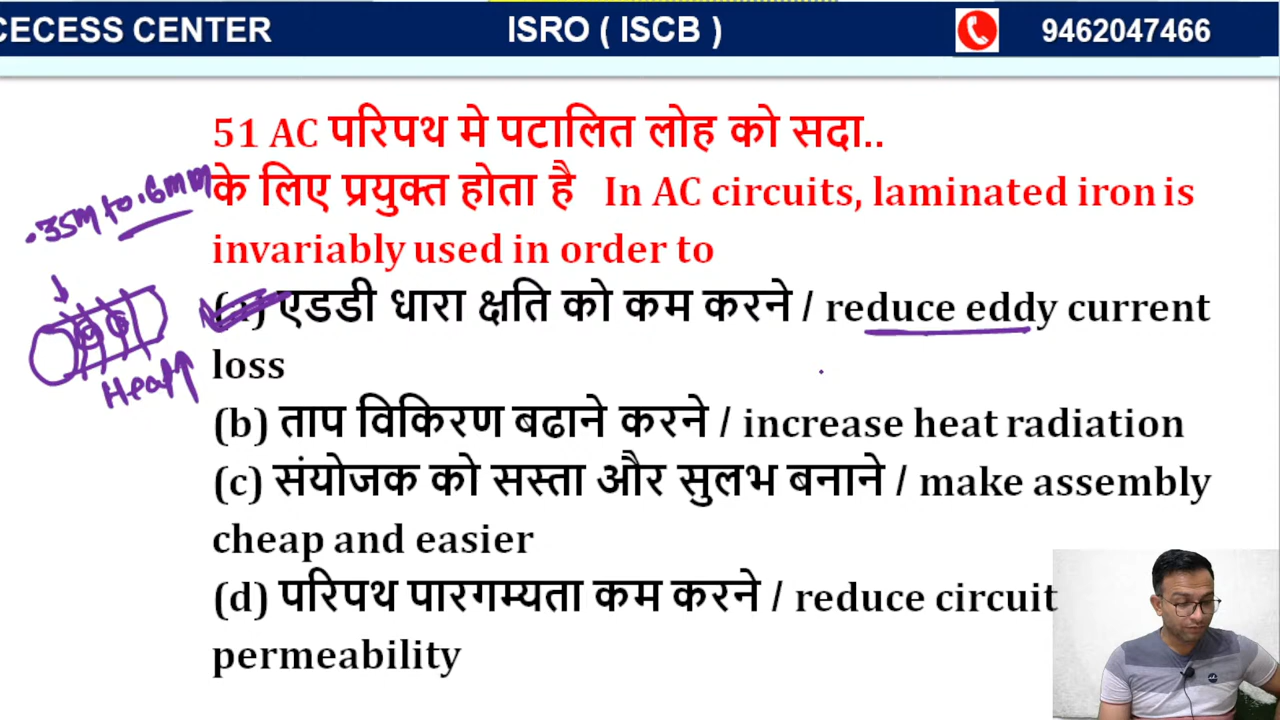 CECESS CENTER ISRO ( ISCB ) 9462047466
51 AC परिपथ मे पटालित लोह को सदा..
के लिए प्रयुक्त होता है In AC circuits, laminated iron is
invariably used in order to
.35m to .6mm
(a) एडडी धारा क्षति को कम करने / reduce eddy current
loss
Heat
(b) ताप विकिरण बढाने करने / increase heat radiation
(c) संयोजक को सस्ता और सुलभ बनाने / make assembly
cheap and easier
(d) परिपथ पारगम्यता कम करने / reduce circuit
permeability